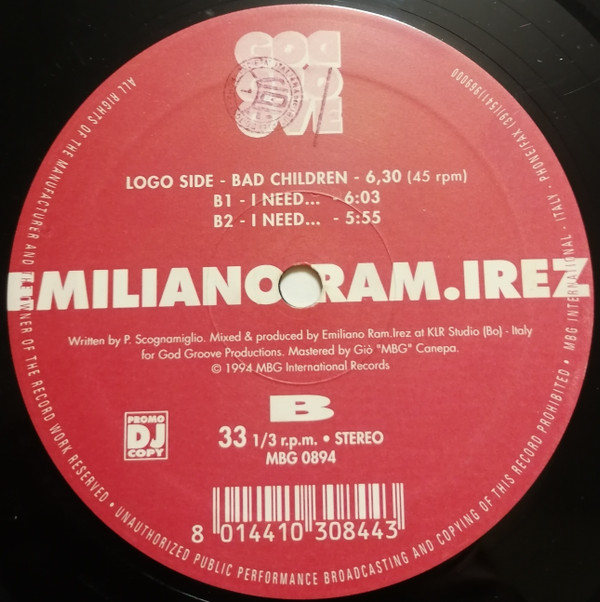 GOD
LOGO SIDE - BAD CHILDREN - 6,30 (45 rpm)
B1 - I NEED... - 6:03
B2 - I NEED... - 5:55
EMILIANO RAM.IREZ
Written by P. Scognamiglio. Mixed & produced by Emiliano Ram.Irez at KLR Studio (Bo) - Italy
for God Groove Productions. Mastered by Giò "MBG" Canepa.
© 1994 MBG International Records
B
PROMO
DJ
COPY
33 1/3 r.p.m. • STEREO
MBG 0894
8 014410 308443
ALL RIGHTS OF THE MANUFACTURER AND THE OWNER OF THE RECORD WORK RESERVED • UNAUTHORIZED PUBLIC PERFORMANCE BROADCASTING AND COPYING OF THIS RECORD PROHIBITED • MBG INTERNATIONAL - ITALY - PHONE/FAX (39)/541/969000